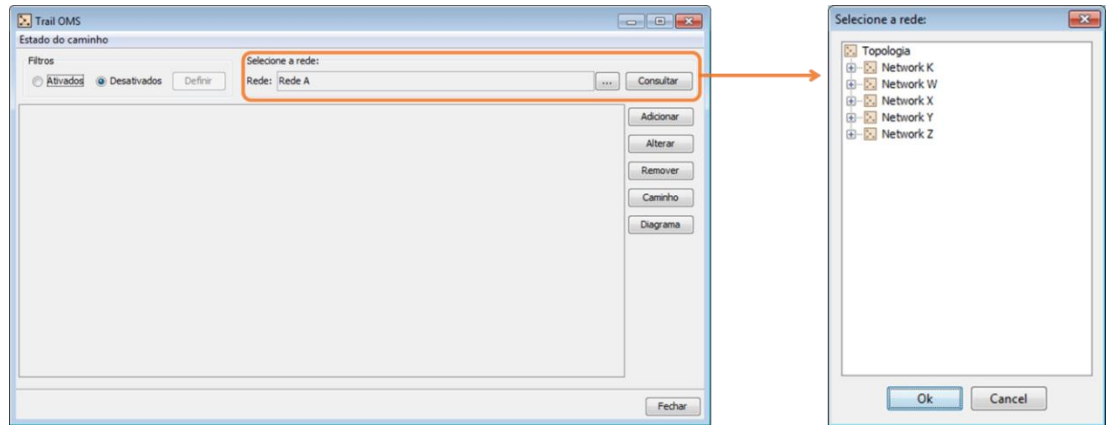 Trail OMS
Estado do caminho
Filtros
Ativados Desativados Definir
Selecione a rede:
Rede: Rede A ... Consultar
Adicionar
Alterar
Remover
Caminho
Diagrama
Fechar
Selecione a rede:
Topologia
Network K
Network W
Network X
Network Y
Network Z
Ok Cancel